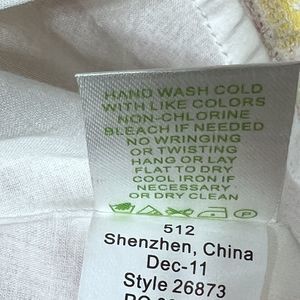 HAND WASH COLD
WITH LIKE COLORS
NON-CHLORINE
BLEACH IF NEEDED
NO WRINGING
OR TWISTING
HANG OR LAY
FLAT TO DRY
COOL IRON IF
NECESSARY
OR DRY CLEAN
512
Shenzhen, China
Dec-11
Style 26873